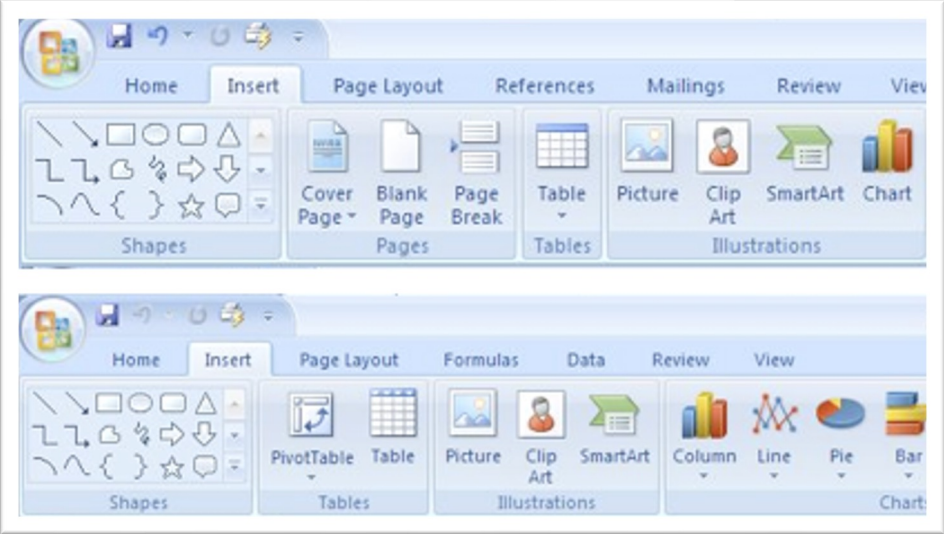 Home Insert Page Layout References Mailings Review View
Cover Page Blank Page Page Break Table Picture Clip Art SmartArt Chart
Shapes Pages Tables Illustrations
Home Insert Page Layout Formulas Data Review View
PivotTable Table Picture Clip Art SmartArt Column Line Pie Bar
Shapes Tables Illustrations Charts